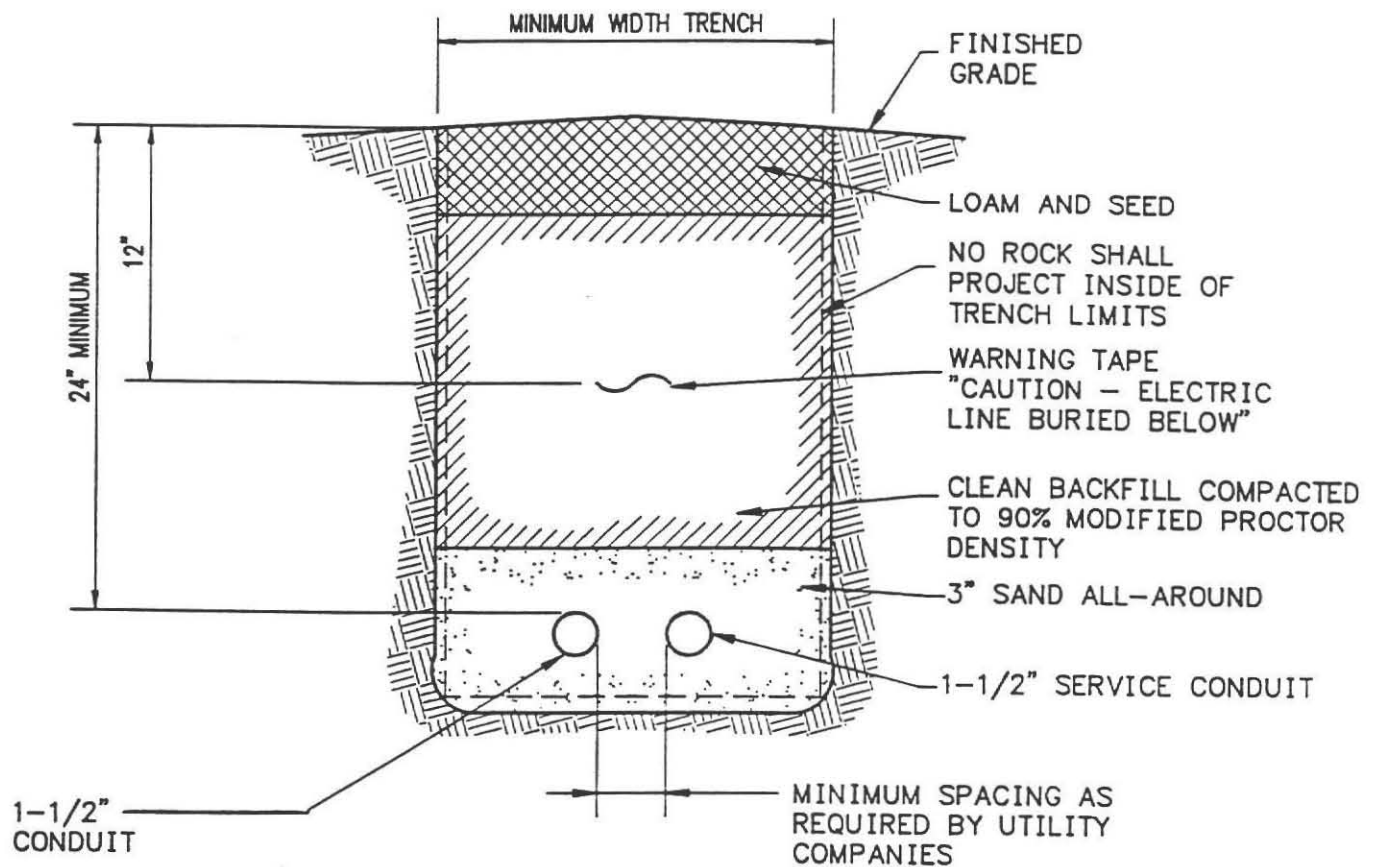 MINIMUM WIDTH TRENCH
FINISHED
GRADE
LOAM AND SEED
NO ROCK SHALL
PROJECT INSIDE OF
TRENCH LIMITS
12"
24" MINIMUM
WARNING TAPE
"CAUTION – ELECTRIC
LINE BURIED BELOW"
CLEAN BACKFILL COMPACTED
TO 90% MODIFIED PROCTOR
DENSITY
3" SAND ALL–AROUND
1–1/2" SERVICE CONDUIT
1–1/2"
CONDUIT
MINIMUM SPACING AS
REQUIRED BY UTILITY
COMPANIES